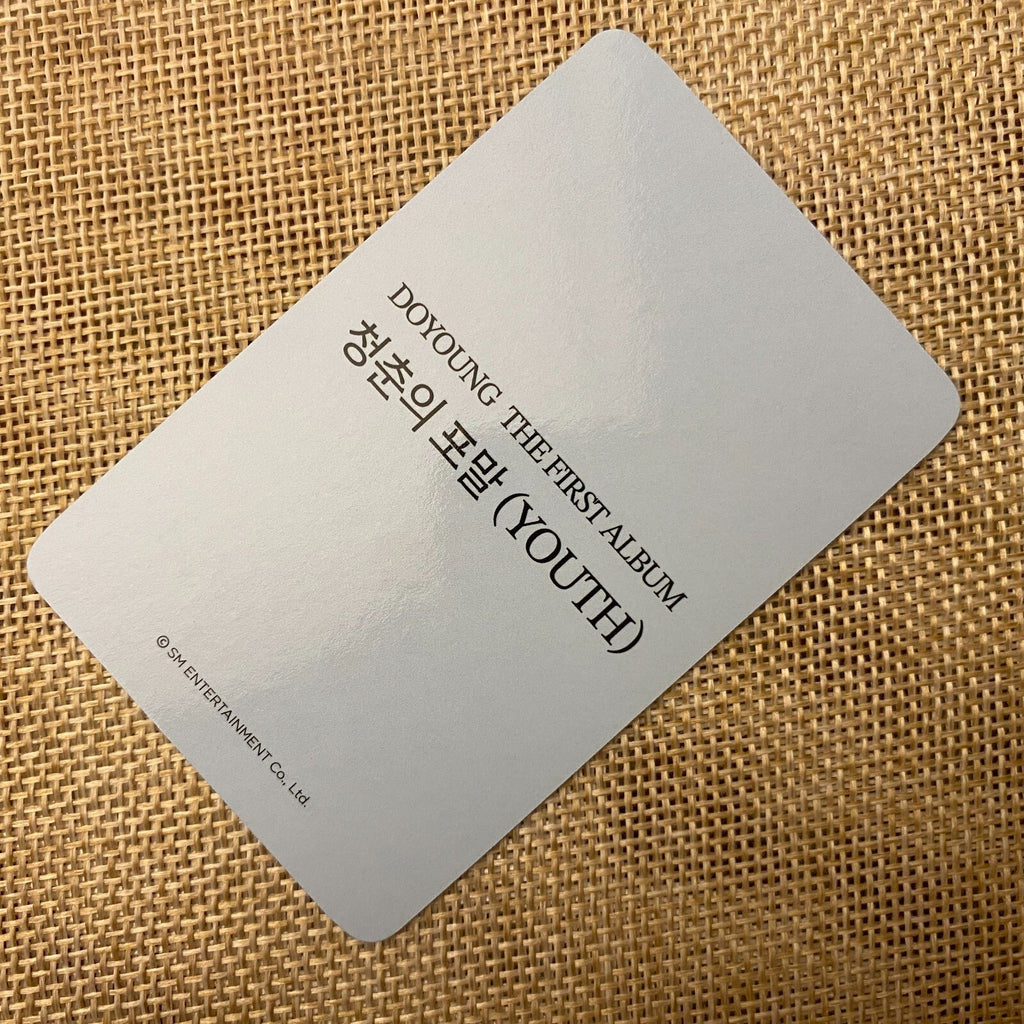 DOYOUNG THE FIRST ALBUM
청춘의 포말 (YOUTH)
© SM ENTERTAINMENT Co., Ltd.